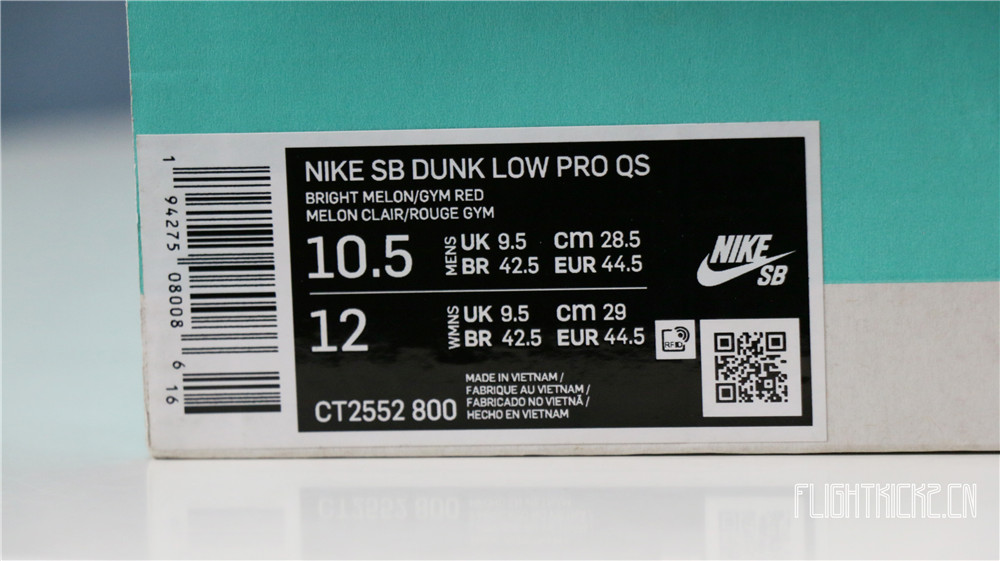 1 94275 08008 6 16
NIKE SB DUNK LOW PRO QS
BRIGHT MELON/GYM RED
MELON CLAIR/ROUGE GYM
10.5 MENS UK 9.5 cm 28.5
BR 42.5 EUR 44.5
12 WMNS UK 9.5 cm 29
BR 42.5 EUR 44.5
NIKE
SB
RFID
MADE IN VIETNAM /
FABRIQUE AU VIETNAM /
FABRICADO NO VIETNÃ /
HECHO EN VIETNAM
CT2552 800
FLIGHTKICKZ.CN